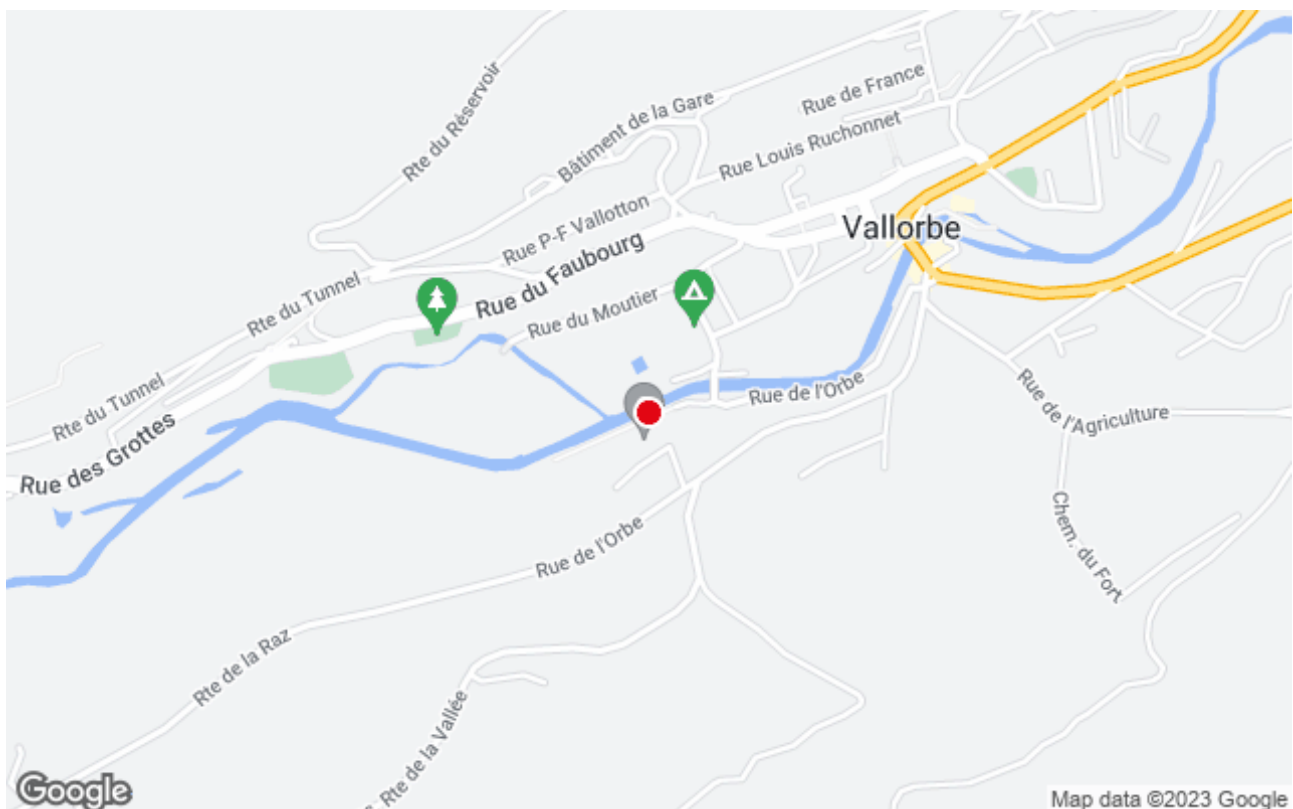 Rte du Réservoir
Bâtiment de la Gare
Rue de France
Rue Louis Ruchonnet
Rue P-F Vallotton
Vallorbe
Rue du Faubourg
Rte du Tunnel
Rue du Moutier
Rte du Tunnel
Rue de l'Orbe
Rue de l'Agriculture
Rue des Grottes
Chem. du Fort
Rue de l'Orbe
Rte de la Raz
Rte de la Vallée
Google
Map data ©2023 Google